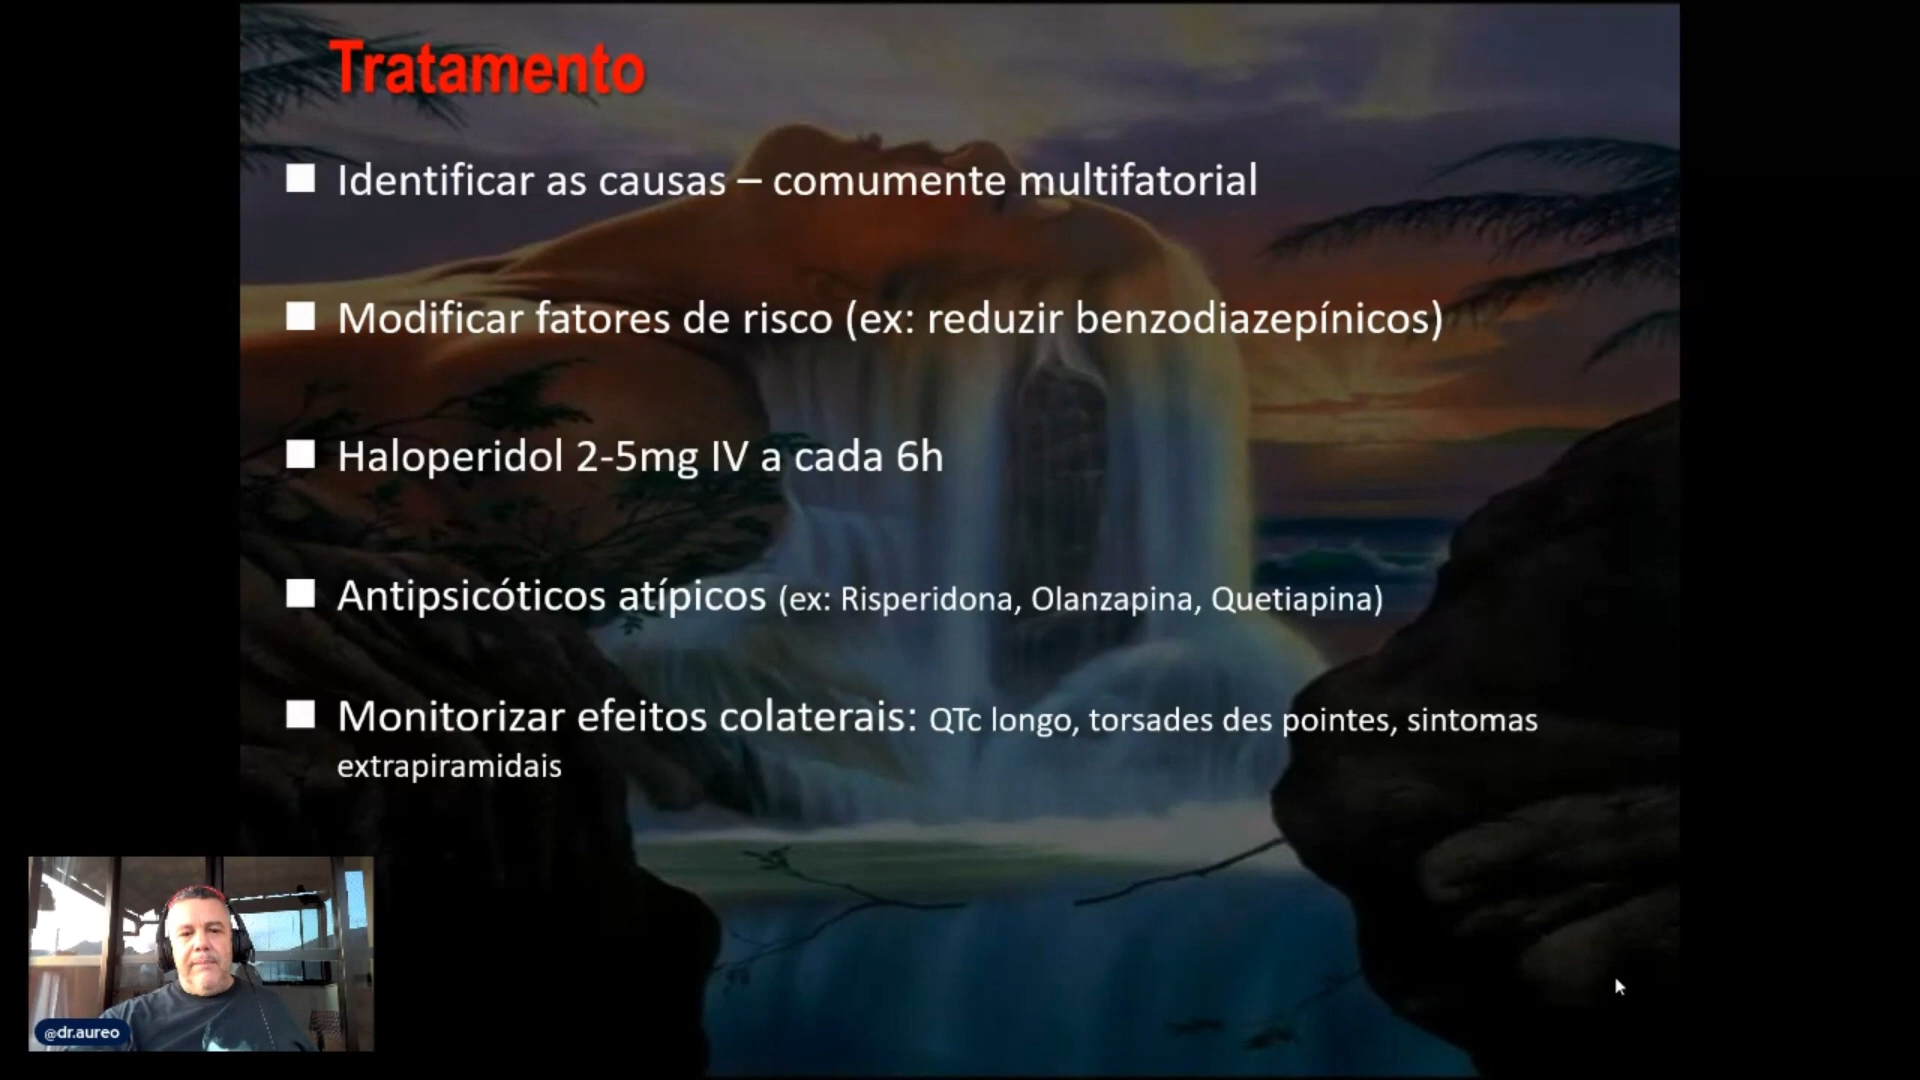 Tratamento
Identificar as causas – comumente multifatorial
Modificar fatores de risco (ex: reduzir benzodiazepínicos)
Haloperidol 2-5mg IV a cada 6h
Antipsicóticos atípicos (ex: Risperidona, Olanzapina, Quetiapina)
Monitorizar efeitos colaterais: QTc longo, torsades des pointes, sintomas
extrapiramidais
@dr.aureo